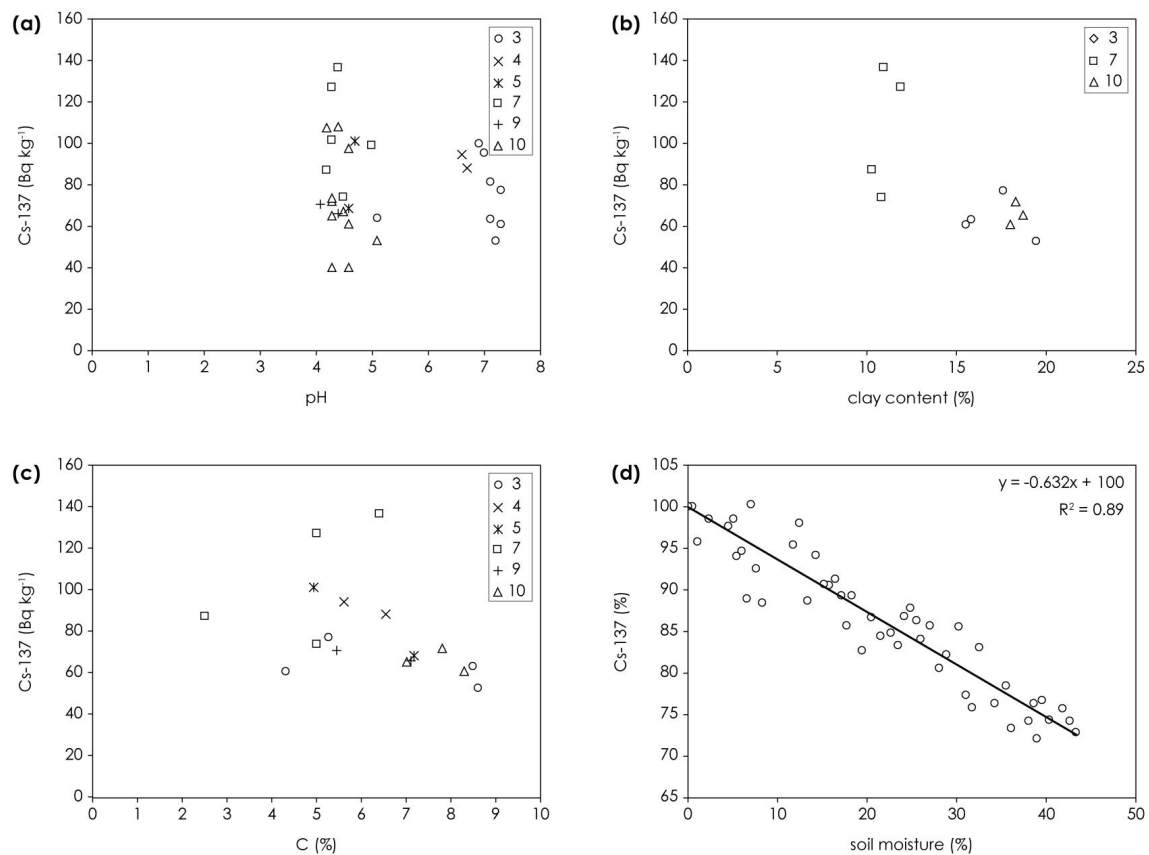 (a)
160
140
120
100
80
60
40
20
0
0 1 2 3 4 5 6 7 8
Cs-137 (Bq kg⁻¹)
pH
3
4
5
7
9
10
(b)
160
140
120
100
80
60
40
20
0
0 5 10 15 20 25
Cs-137 (Bq kg⁻¹)
clay content (%)
3
7
10
(c)
160
140
120
100
80
60
40
20
0
0 1 2 3 4 5 6 7 8 9 10
Cs-137 (Bq kg⁻¹)
C (%)
3
4
5
7
9
10
(d)
105
100
95
90
85
80
75
70
65
0 10 20 30 40 50
Cs-137 (%)
soil moisture (%)
y = -0.632x + 100
R² = 0.89